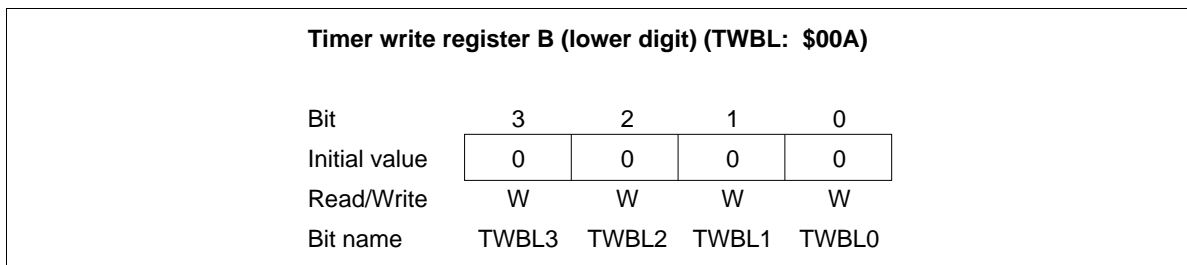 Timer write register B (lower digit) (TWBL: $00A)
Bit 3 2 1 0
Initial value 0 0 0 0
Read/Write W W W W
Bit name TWBL3 TWBL2 TWBL1 TWBL0